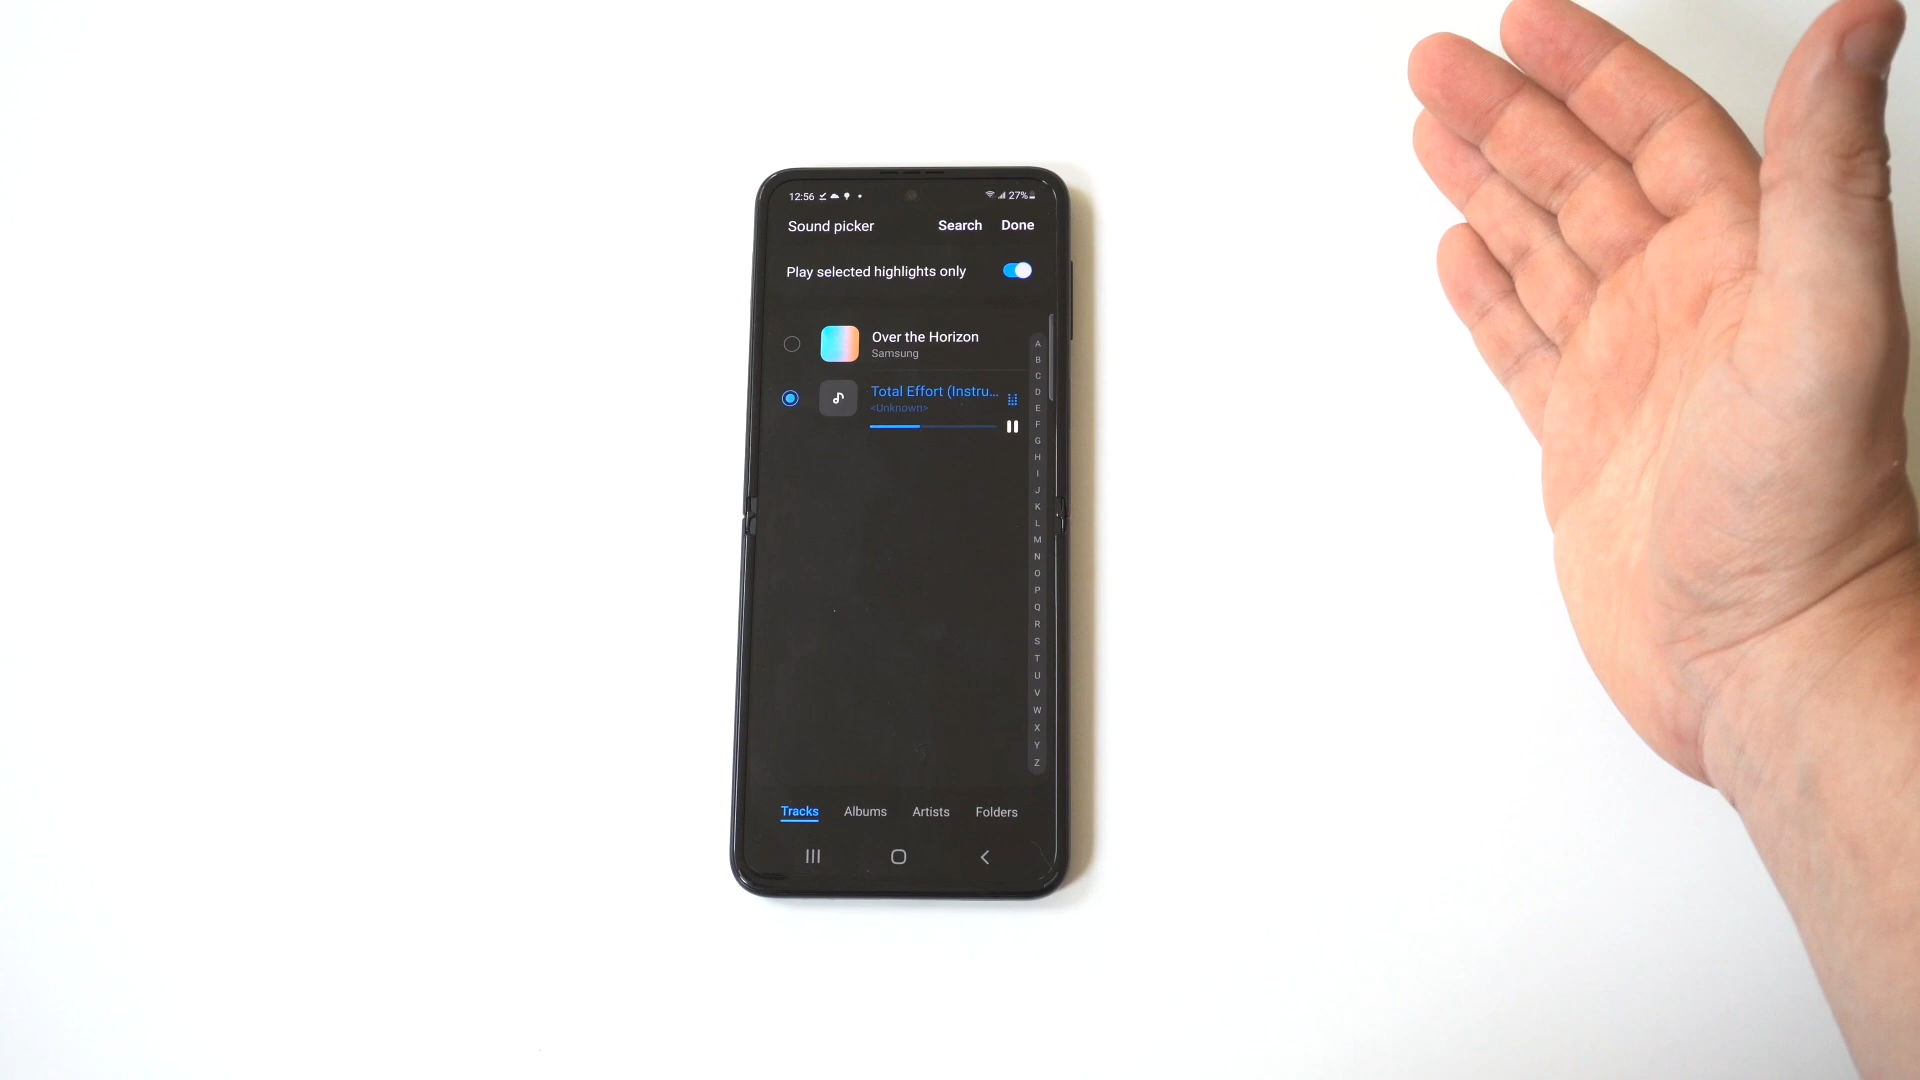 12:56
27%
Sound picker
Search
Done
Play selected highlights only
Over the Horizon
Samsung
Total Effort (Instru...
<Unknown>
A
B
C
D
E
F
G
H
I
J
K
L
M
N
O
P
Q
R
S
T
U
V
W
X
Y
Z
Tracks
Albums
Artists
Folders